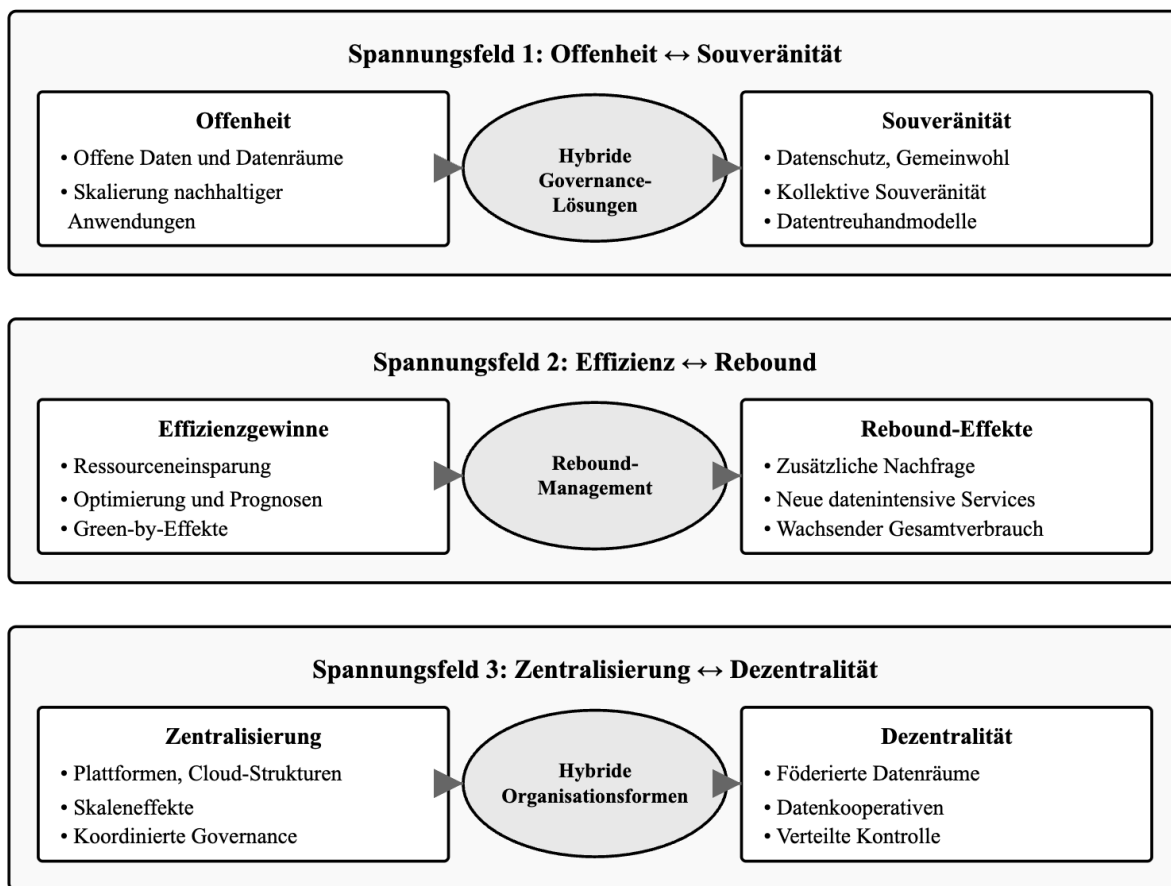 Spannungsfeld 1: Offenheit ↔ Souveränität
Offenheit
• Offene Daten und Datenräume
• Skalierung nachhaltiger
Anwendungen
Hybride
Governance-
Lösungen
Souveränität
• Datenschutz, Gemeinwohl
• Kollektive Souveränität
• Datentreuhandmodelle
Spannungsfeld 2: Effizienz ↔ Rebound
Effizienzgewinne
• Ressourceneinsparung
• Optimierung und Prognosen
• Green-by-Effekte
Rebound-
Management
Rebound-Effekte
• Zusätzliche Nachfrage
• Neue datenintensive Services
• Wachsender Gesamtverbrauch
Spannungsfeld 3: Zentralisierung ↔ Dezentralität
Zentralisierung
• Plattformen, Cloud-Strukturen
• Skaleneffekte
• Koordinierte Governance
Hybride
Organisationsformen
Dezentralität
• Föderierte Datenräume
• Datenkooperativen
• Verteilte Kontrolle